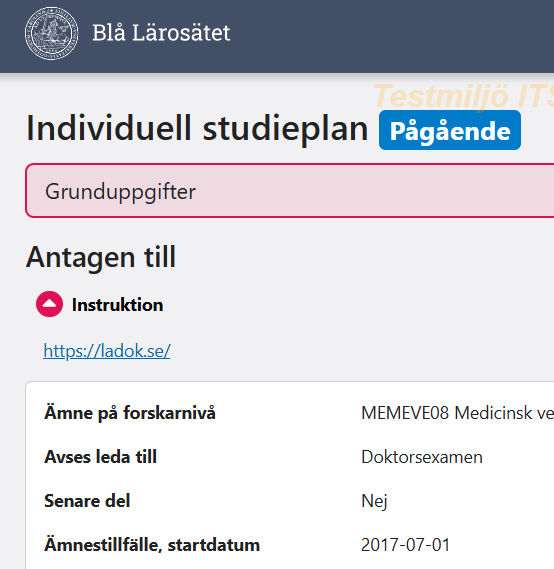 Blå Lärosätet
Testmiljö ITS
Individuell studieplan Pågående
Grunduppgifter
Antagen till
Instruktion
https://ladok.se/
Ämne på forskarnivå MEMEVE08 Medicinsk ve
Avses leda till Doktorsexamen
Senare del Nej
Ämnestillfälle, startdatum 2017-07-01